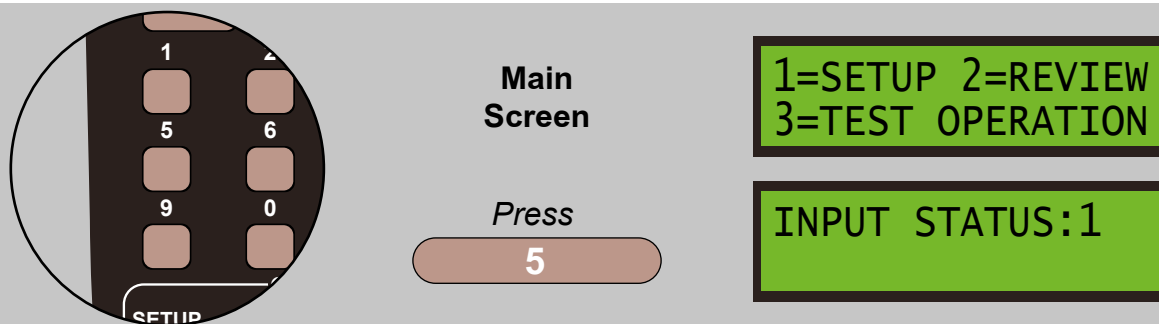 1
5
6
9
0
SETUP
Main
Screen
Press
5
1=SETUP 2=REVIEW
3=TEST OPERATION
INPUT STATUS:1